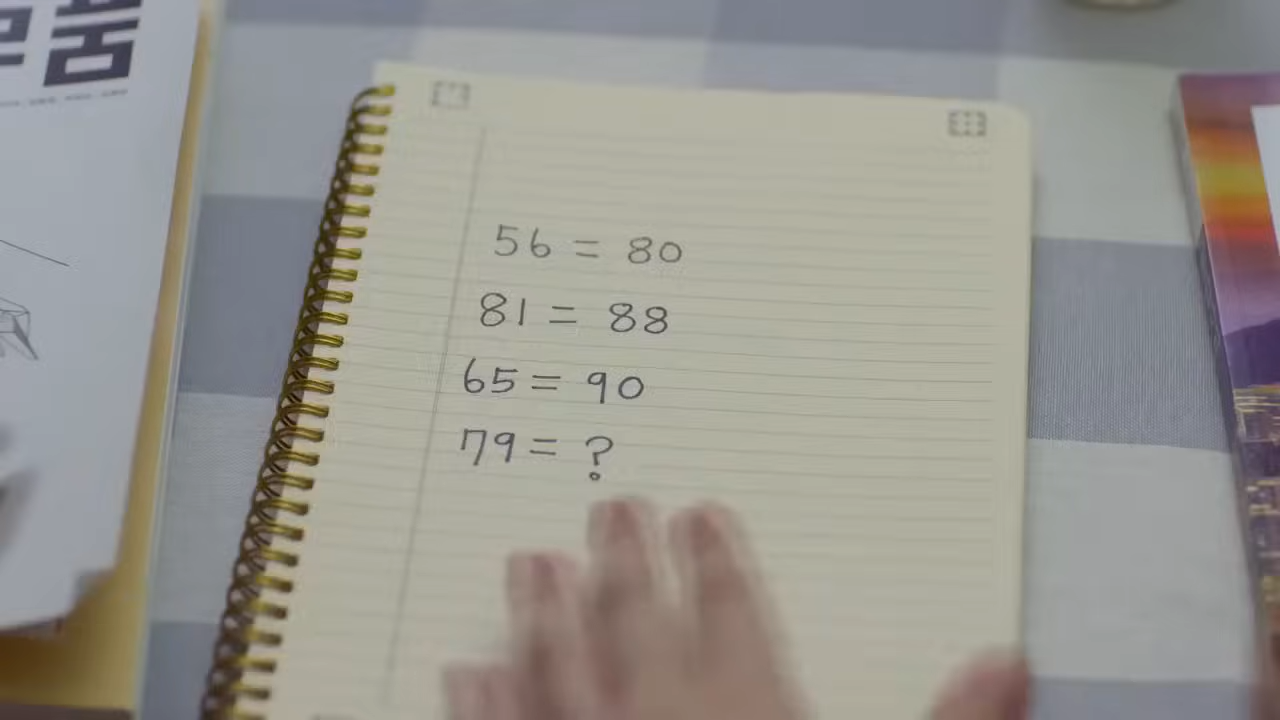 56 = 80
81 = 88
65 = 90
79 = ?